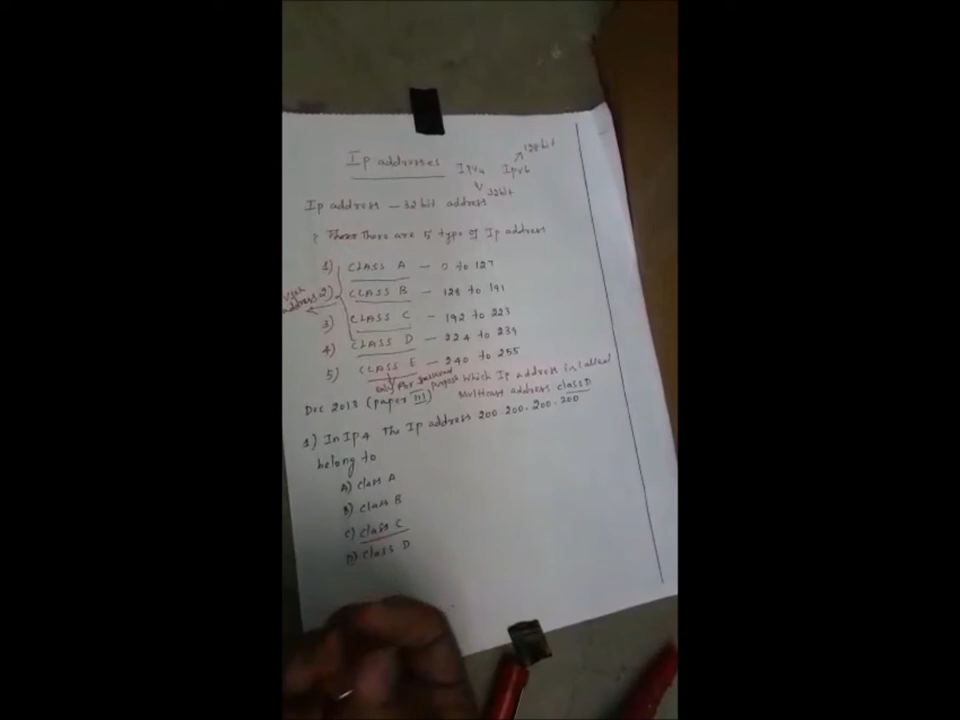 Ip addresses
IPv4 IPv6
128 bit
32 bit
Ip address - 32 bit address
There are 5 type of Ip address
1) CLASS A - 0 to 127
2) CLASS B - 128 to 191
3) CLASS C - 192 to 223
4) CLASS D - 224 to 239
5) CLASS E - 240 to 255
user address
only for purpose
Which Ip address is called
Multicast address class D
Dec 2013 (paper III)
1) In Ip4 The Ip address 200.200.200.200
belong to
A) class A
B) class B
C) class C
D) class D